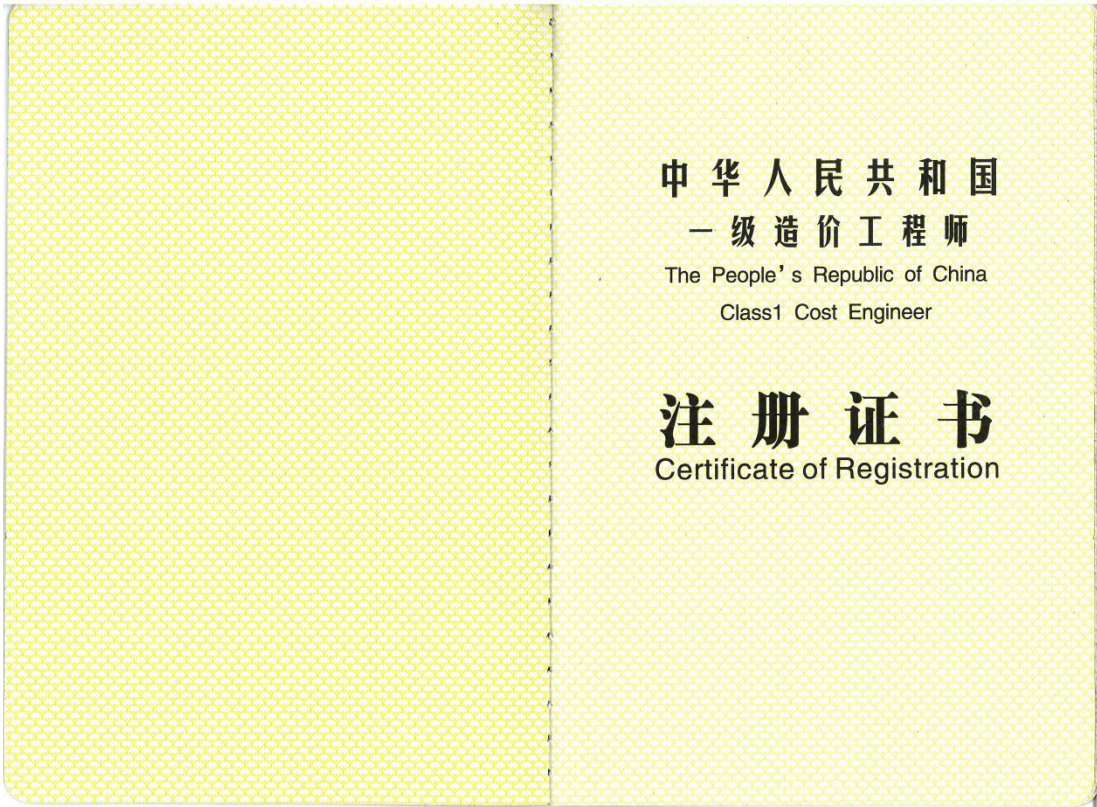 中华人民共和国
一级造价工程师
The People's Republic of China
Class1 Cost Engineer
注册证书
Certificate of Registration